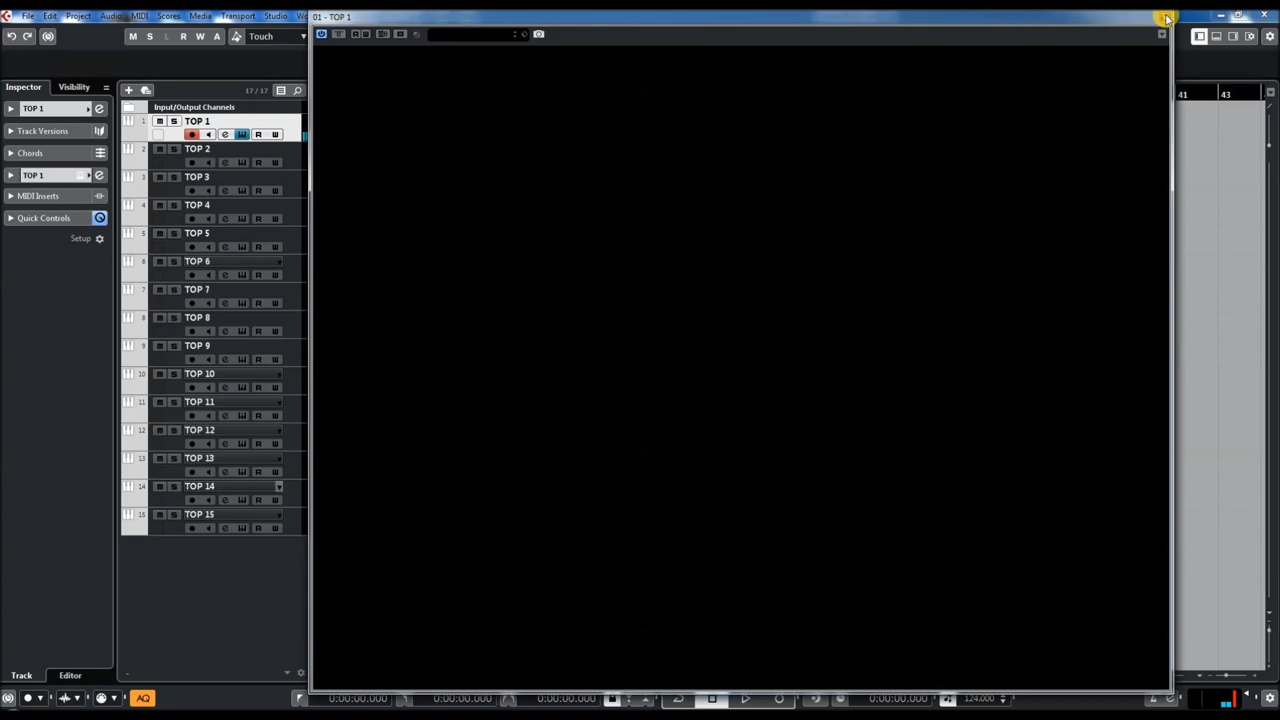 01 - TOP 1
File Edit Project Audio MIDI Scores Media Transport Studio
M S L R W A Touch
Inspector Visibility 17 / 17
Input/Output Channels
TOP 1
Track Versions
Chords
TOP 1
MIDI Inserts
Quick Controls
Setup
1 m S TOP 1
R W
2 m S TOP 2
R W
3 m S TOP 3
R W
4 m S TOP 4
R W
5 m S TOP 5
R W
6 m S TOP 6
R W
7 m S TOP 7
R W
8 m S TOP 8
R W
9 m S TOP 9
R W
10 m S TOP 10
R W
11 m S TOP 11
R W
12 m S TOP 12
R W
13 m S TOP 13
R W
14 m S TOP 14
R W
15 m S TOP 15
R W
41 43
Track Editor
AQ 0:00:00.000 0:00:00.000 0:00:00.000 0:00:00.000 124.000